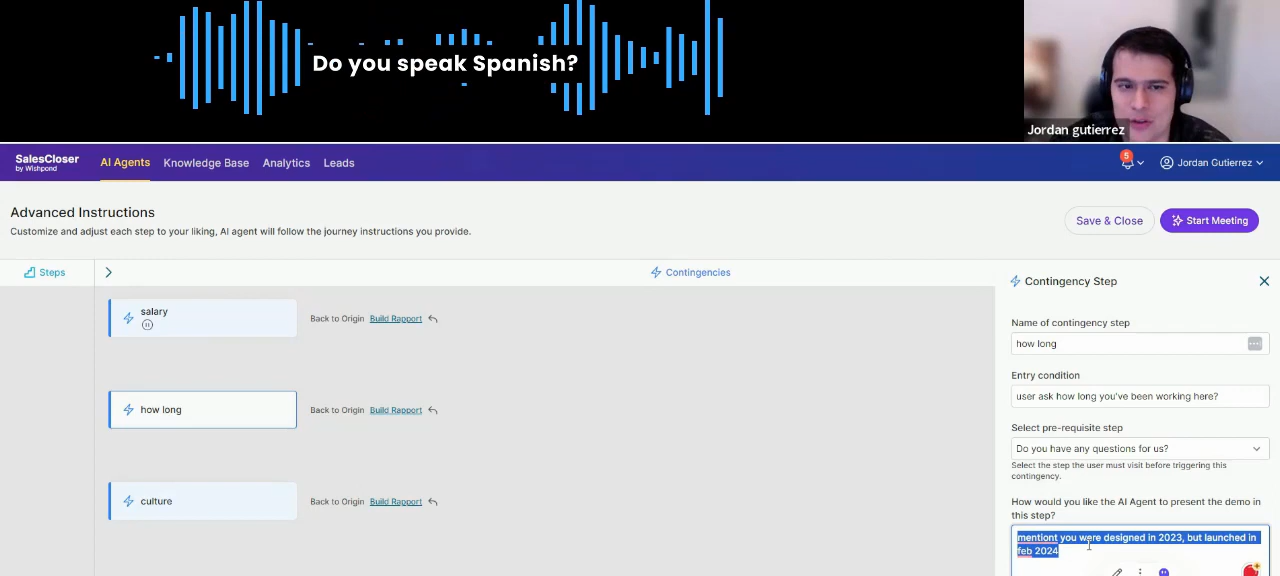 Do you speak Spanish?
Jordan gutierrez
SalesCloser
by Wishpond
AI Agents
Knowledge Base
Analytics
Leads
5
Jordan Gutierrez
Advanced Instructions
Customize and adjust each step to your liking, AI agent will follow the journey instructions you provide.
Save & Close
Start Meeting
Steps
Contingencies
salary
Back to Origin Build Rapport
how long
Back to Origin Build Rapport
culture
Back to Origin Build Rapport
Contingency Step
Name of contingency step
how long
Entry condition
user ask how long you've been working here?
Select pre-requisite step
Do you have any questions for us?
Select the step the user must visit before triggering this
contingency.
How would you like the AI Agent to present the demo in
this step?
mentiont you were designed in 2023, but launched in
feb 2024